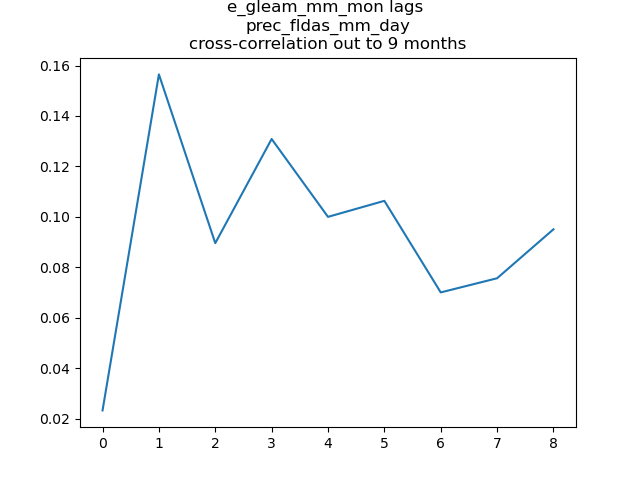 e_gleam_mm_mon lags
prec_fldas_mm_day
cross-correlation out to 9 months
0.16
0.14
0.12
0.10
0.08
0.06
0.04
0.02
0 1 2 3 4 5 6 7 8